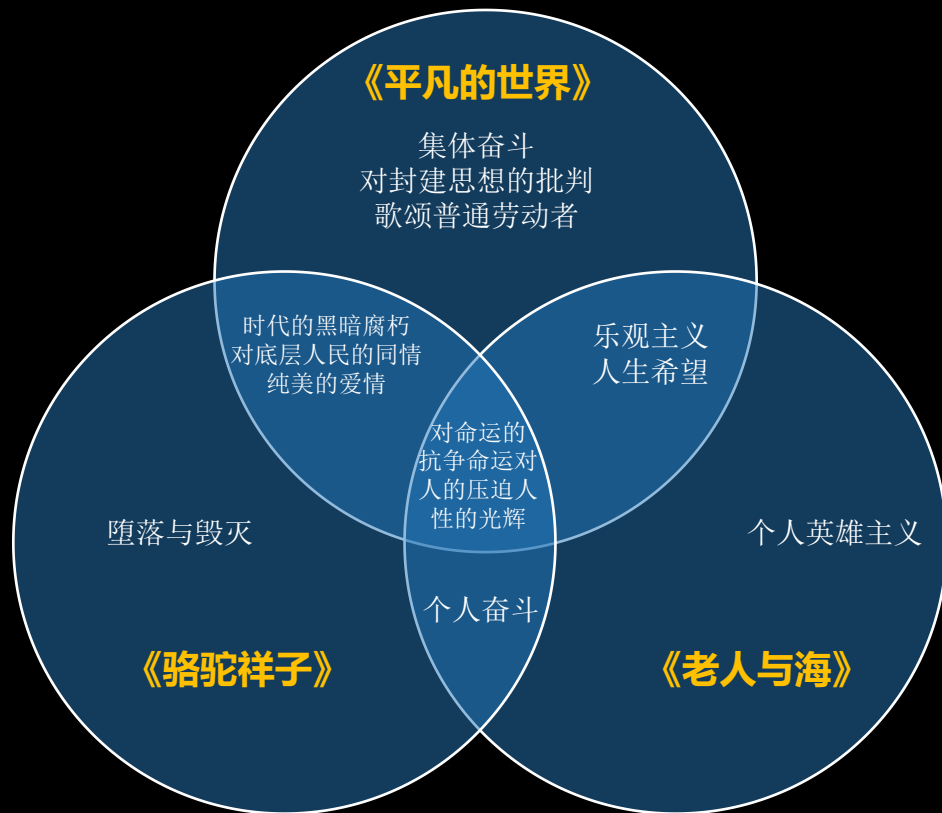 《平凡的世界》
集体奋斗
对封建思想的批判
歌颂普通劳动者
时代的黑暗腐朽
对底层人民的同情
纯美的爱情
乐观主义
人生希望
对命运的
抗争命运对
人的压迫人
性的光辉
堕落与毁灭
个人英雄主义
个人奋斗
《骆驼祥子》
《老人与海》